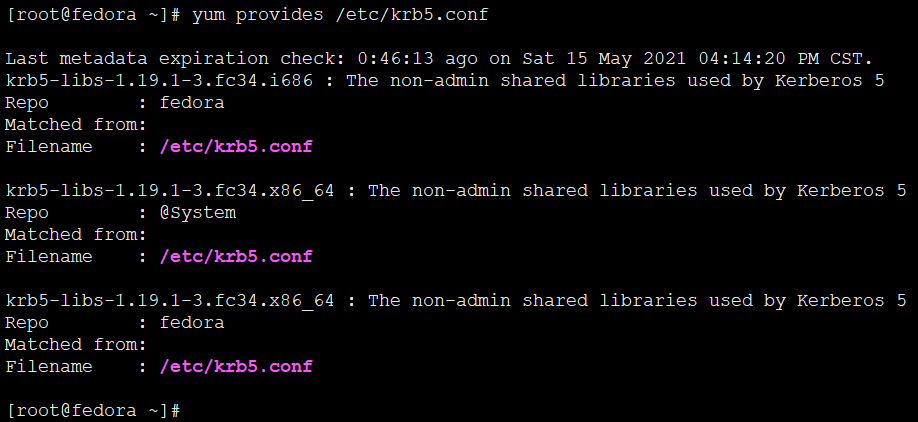 [root@fedora ~]# yum provides /etc/krb5.conf
Last metadata expiration check: 0:46:13 ago on Sat 15 May 2021 04:14:20 PM CST.
krb5-libs-1.19.1-3.fc34.i686 : The non-admin shared libraries used by Kerberos 5
Repo        : fedora
Matched from:
Filename    : /etc/krb5.conf
krb5-libs-1.19.1-3.fc34.x86_64 : The non-admin shared libraries used by Kerberos 5
Repo        : @System
Matched from:
Filename    : /etc/krb5.conf
krb5-libs-1.19.1-3.fc34.x86_64 : The non-admin shared libraries used by Kerberos 5
Repo        : fedora
Matched from:
Filename    : /etc/krb5.conf
[root@fedora ~]#